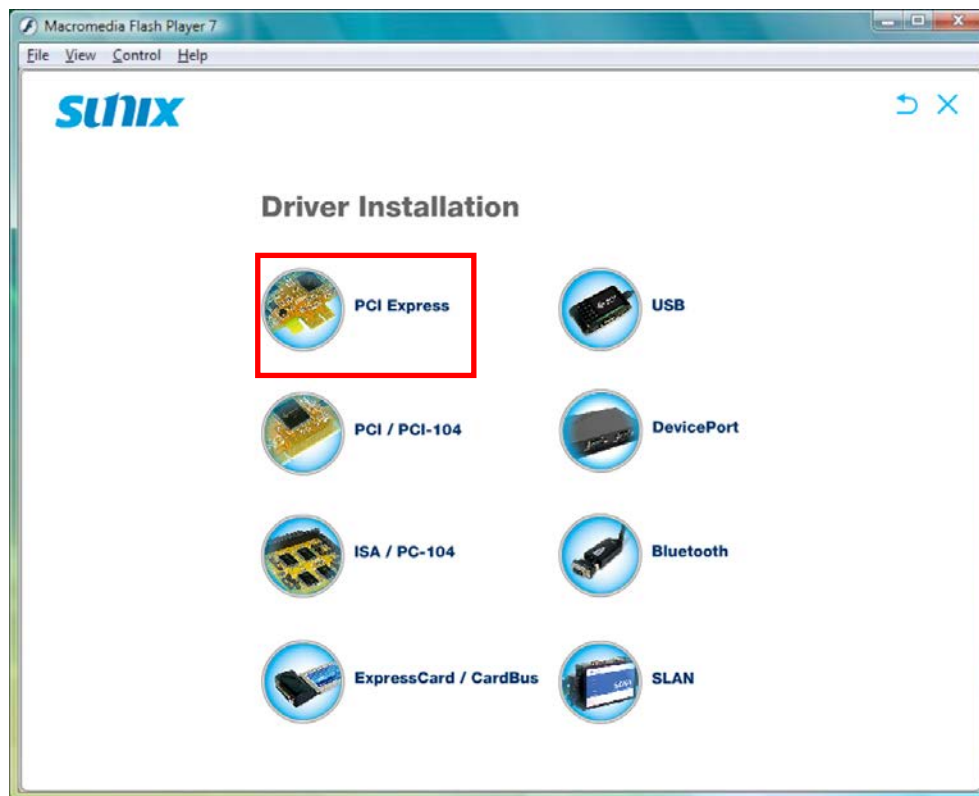 Macromedia Flash Player 7
File View Control Help
SUNIX
Driver Installation
PCI Express
USB
PCI / PCI-104
DevicePort
ISA / PC-104
Bluetooth
ExpressCard / CardBus
SLAN